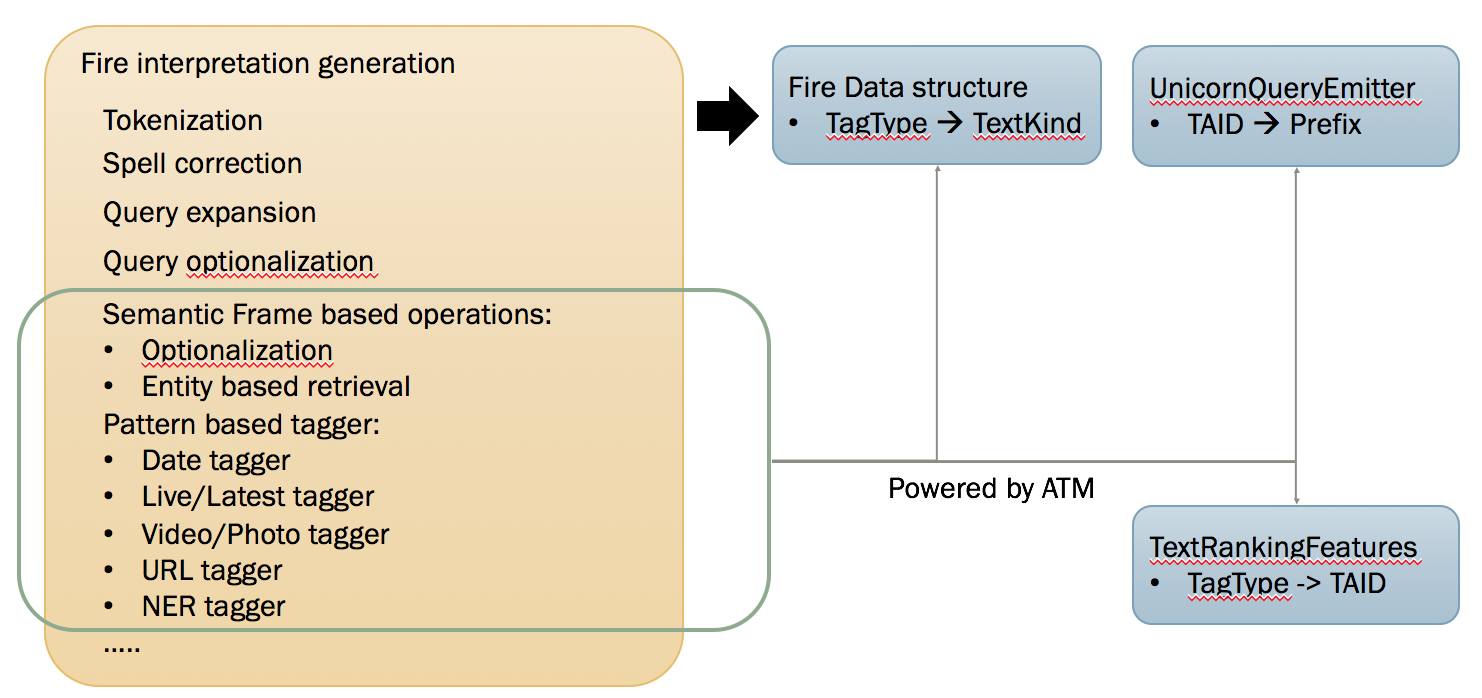 Fire interpretation generation
Tokenization
Spell correction
Query expansion
Query optionalization
Semantic Frame based operations:
• Optionalization
• Entity based retrieval
Pattern based tagger:
• Date tagger
• Live/Latest tagger
• Video/Photo tagger
• URL tagger
• NER tagger
.....
Fire Data structure
• TagType → TextKind
UnicornQueryEmitter
• TAID → Prefix
Powered by ATM
TextRankingFeatures
• TagType -> TAID